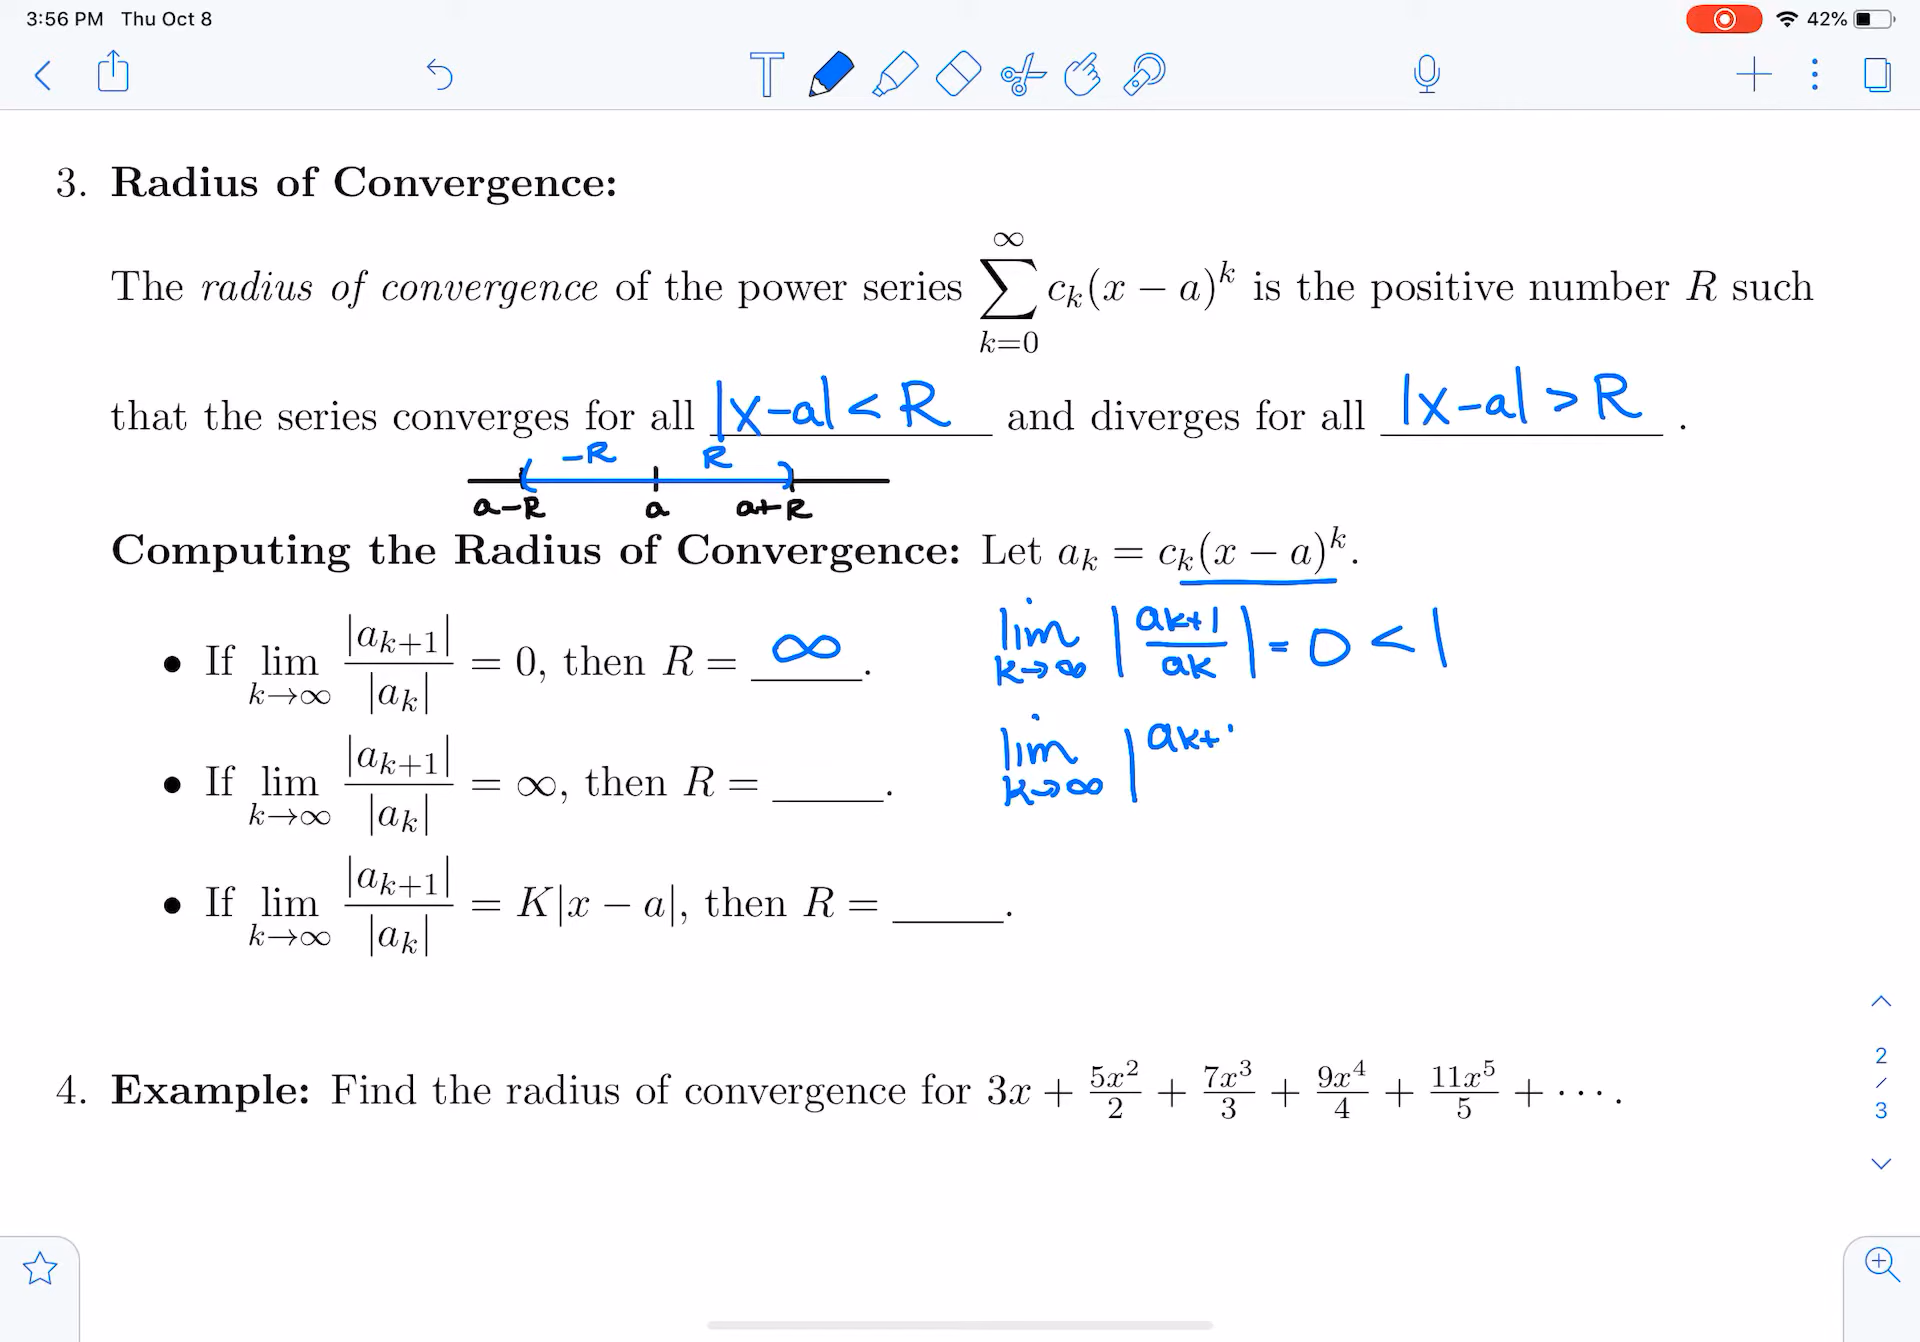 3:56 PM Thu Oct 8 42%
3. Radius of Convergence:
The radius of convergence of the power series ∑_{k=0}^{∞} c_k(x − a)^k is the positive number R such
that the series converges for all |x-a| < R and diverges for all |x-a| > R .
-R R
a-R a a+R
Computing the Radius of Convergence: Let a_k = c_k(x − a)^k.
• If lim_{k→∞} |a_{k+1}|/|a_k| = 0, then R = ∞. lim_{k→∞} |ak+1/ak| = 0 < 1
• If lim_{k→∞} |a_{k+1}|/|a_k| = ∞, then R = ____. lim_{k→∞} |ak+
• If lim_{k→∞} |a_{k+1}|/|a_k| = K|x − a|, then R = ____.
4. Example: Find the radius of convergence for 3x + 5x²/2 + 7x³/3 + 9x⁴/4 + 11x⁵/5 + · · · .
2
/
3